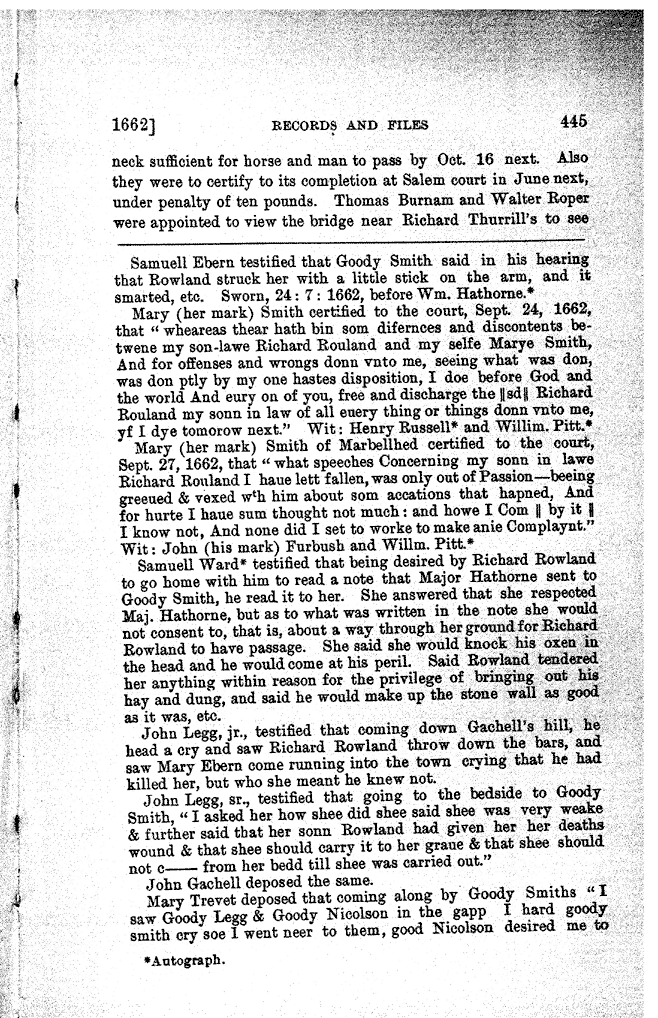 1662] RECORDS AND FILES 445
neck sufficient for horse and man to pass by Oct. 16 next. Also
they were to certify to its completion at Salem court in June next,
under penalty of ten pounds. Thomas Burnam and Walter Roper
were appointed to view the bridge near Richard Thurrill's to see
Samuell Ebern testified that Goody Smith said in his hearing
that Rowland struck her with a little stick on the arm, and it
smarted, etc. Sworn, 24 : 7 : 1662, before Wm. Hathorne.*
Mary (her mark) Smith certified to the court, Sept. 24, 1662,
that " wheareas thear hath bin som difernces and discontents be-
twene my son-lawe Richard Rouland and my selfe Marye Smith,
And for offenses and wrongs donn vnto me, seeing what was don,
was don ptly by my one hastes disposition, I doe before God and
the world And eury on of you, free and discharge the ‖sd‖ Richard
Rouland my sonn in law of all euery thing or things donn vnto me,
yf I dye tomorow next." Wit: Henry Russell* and Willim. Pitt.*
Mary (her mark) Smith of Marbellhed certified to the court,
Sept. 27, 1662, that " what speeches Concerning my sonn in lawe
Richard Rouland I haue lett fallen, was only out of Passion—beeing
greeued & vexed wth him about som accations that hapned, And
for hurte I haue sum thought not much : and howe I Com ‖ by it ‖
I know not, And none did I set to worke to make anie Complaynt."
Wit: John (his mark) Furbush and Willm. Pitt.*
Samuell Ward* testified that being desired by Richard Rowland
to go home with him to read a note that Major Hathorne sent to
Goody Smith, he read it to her. She answered that she respected
Maj. Hathorne, but as to what was written in the note she would
not consent to, that is, about a way through her ground for Richard
Rowland to have passage. She said she would knock his oxen in
the head and he would come at his peril. Said Rowland tendered
her anything within reason for the privilege of bringing out his
hay and dung, and said he would make up the stone wall as good
as it was, etc.
John Legg, jr., testified that coming down Gachell's hill, he
head a cry and saw Richard Rowland throw down the bars, and
saw Mary Ebern come running into the town crying that he had
killed her, but who she meant he knew not.
John Legg, sr., testified that going to the bedside to Goody
Smith, " I asked her how shee did shee said shee was very weake
& further said that her sonn Rowland had given her her deaths
wound & that shee should carry it to her graue & that shee should
not c—— from her bedd till shee was carried out."
John Gachell deposed the same.
Mary Trevet deposed that coming along by Goody Smiths " I
saw Goody Legg & Goody Nicolson in the gapp I hard goody
smith cry soe I went neer to them, good Nicolson desired me to
*Autograph.